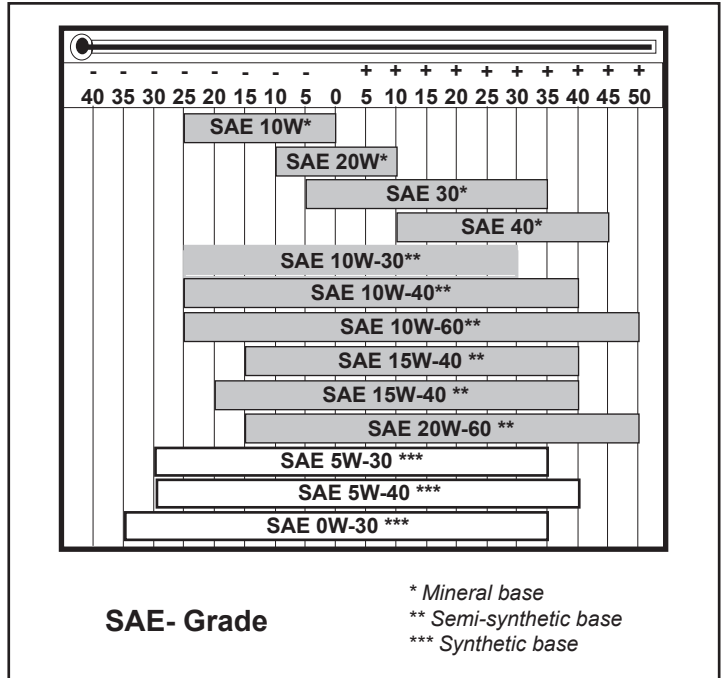 - - - - - - - + + + + + + + + + +
40 35 30 25 20 15 10 5 0 5 10 15 20 25 30 35 40 45 50
SAE 10W*
SAE 20W*
SAE 30*
SAE 40*
SAE 10W-30**
SAE 10W-40**
SAE 10W-60**
SAE 15W-40 **
SAE 15W-40 **
SAE 20W-60 **
SAE 5W-30 ***
SAE 5W-40 ***
SAE 0W-30 ***
SAE- Grade
* Mineral base
** Semi-synthetic base
*** Synthetic base